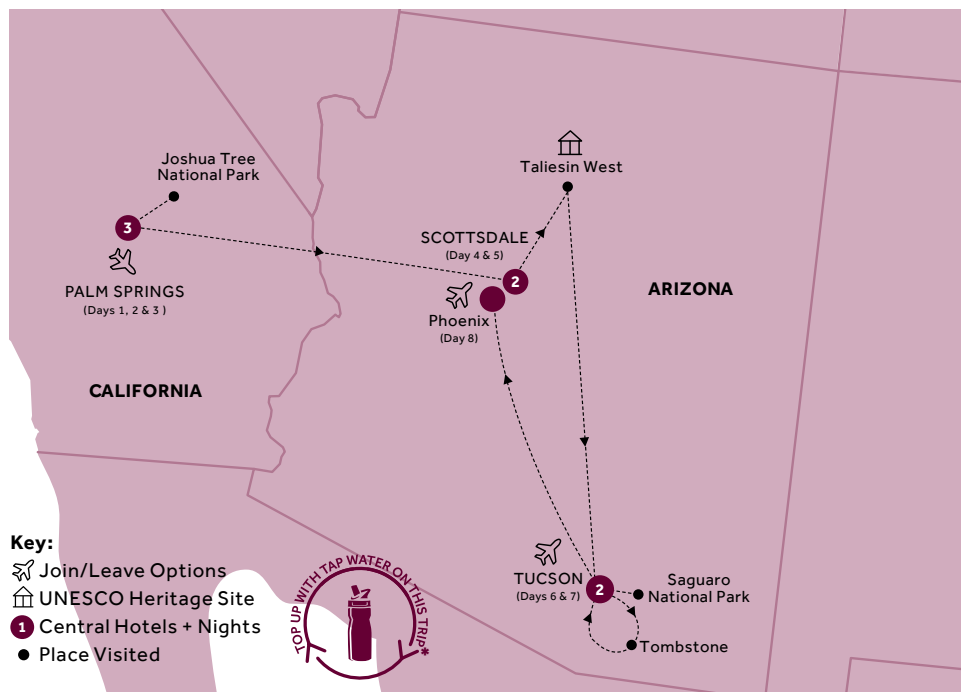 Joshua Tree
National Park
3
PALM SPRINGS
(Days 1, 2 & 3 )
CALIFORNIA
Taliesin West
SCOTTSDALE
(Day 4 & 5)
2
Phoenix
(Day 8)
ARIZONA
TUCSON
(Days 6 & 7)
2
Saguaro
National Park
Tombstone
Key:
Join/Leave Options
UNESCO Heritage Site
1 Central Hotels + Nights
Place Visited
TOP UP WITH TAP WATER ON THIS TRIP*